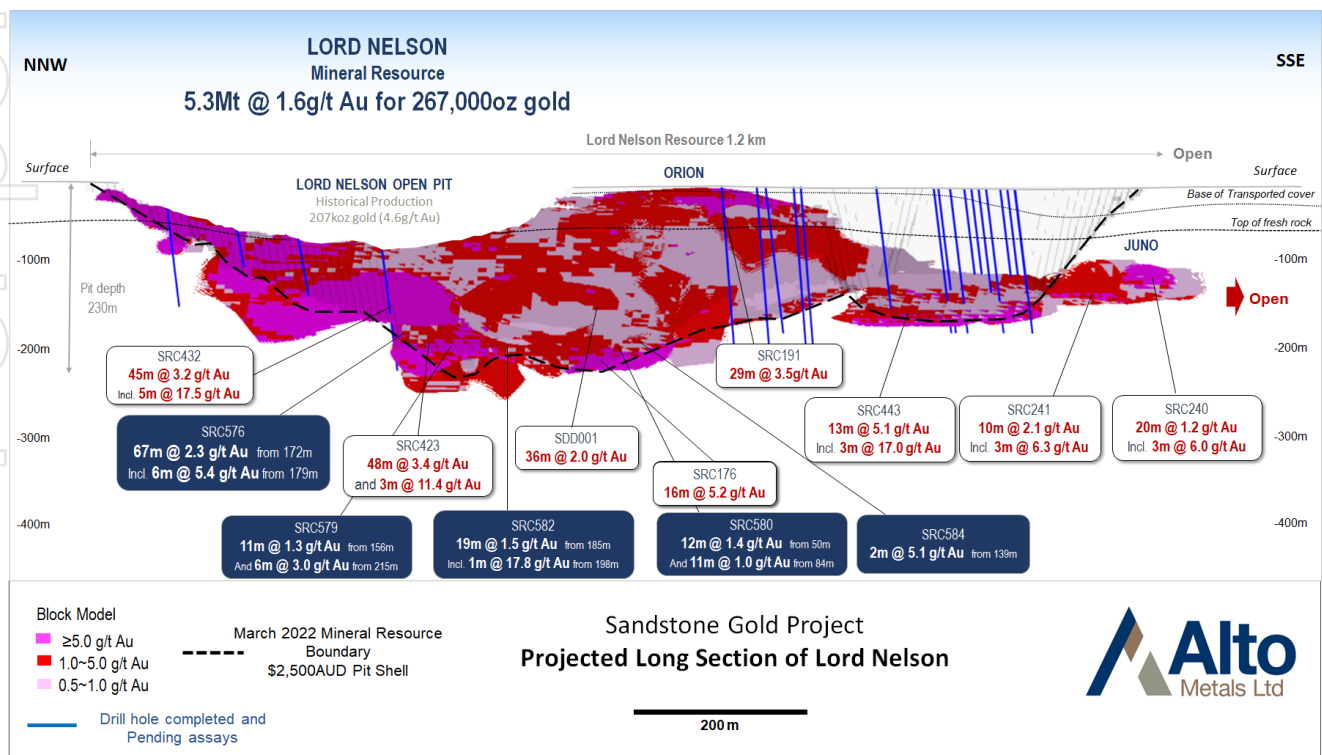 LORD NELSON
Mineral Resource
5.3Mt @ 1.6g/t Au for 267,000oz gold
NNW
SSE
Lord Nelson Resource 1.2 km
Open
Surface
Surface
LORD NELSON OPEN PIT
Historical Production
207koz gold (4.6g/t Au)
ORION
Base of Transported cover
Top of fresh rock
JUNO
-100m
-100m
Pit depth
230m
Open
-200m
-200m
SRC432
45m @ 3.2 g/t Au
Incl. 5m @ 17.5 g/t Au
SRC191
29m @ 3.5g/t Au
SRC576
67m @ 2.3 g/t Au from 172m
Incl. 6m @ 5.4 g/t Au from 179m
SRC423
48m @ 3.4 g/t Au
and 3m @ 11.4 g/t Au
SDD001
36m @ 2.0 g/t Au
SRC176
16m @ 5.2 g/t Au
SRC443
13m @ 5.1 g/t Au
Incl. 3m @ 17.0 g/t Au
SRC241
10m @ 2.1 g/t Au
Incl. 3m @ 6.3 g/t Au
SRC240
20m @ 1.2 g/t Au
Incl. 3m @ 6.0 g/t Au
-300m
-300m
-400m
-400m
SRC579
11m @ 1.3 g/t Au from 156m
And 6m @ 3.0 g/t Au from 215m
SRC582
19m @ 1.5 g/t Au from 185m
Incl. 1m @ 17.8 g/t Au from 198m
SRC580
12m @ 1.4 g/t Au from 50m
And 11m @ 1.0 g/t Au from 84m
SRC584
2m @ 5.1 g/t Au from 139m
Block Model
≥5.0 g/t Au
1.0~5.0 g/t Au
0.5~1.0 g/t Au
March 2022 Mineral Resource
Boundary
$2,500AUD Pit Shell
Drill hole completed and
Pending assays
Sandstone Gold Project
Projected Long Section of Lord Nelson
200 m
Alto
Metals Ltd